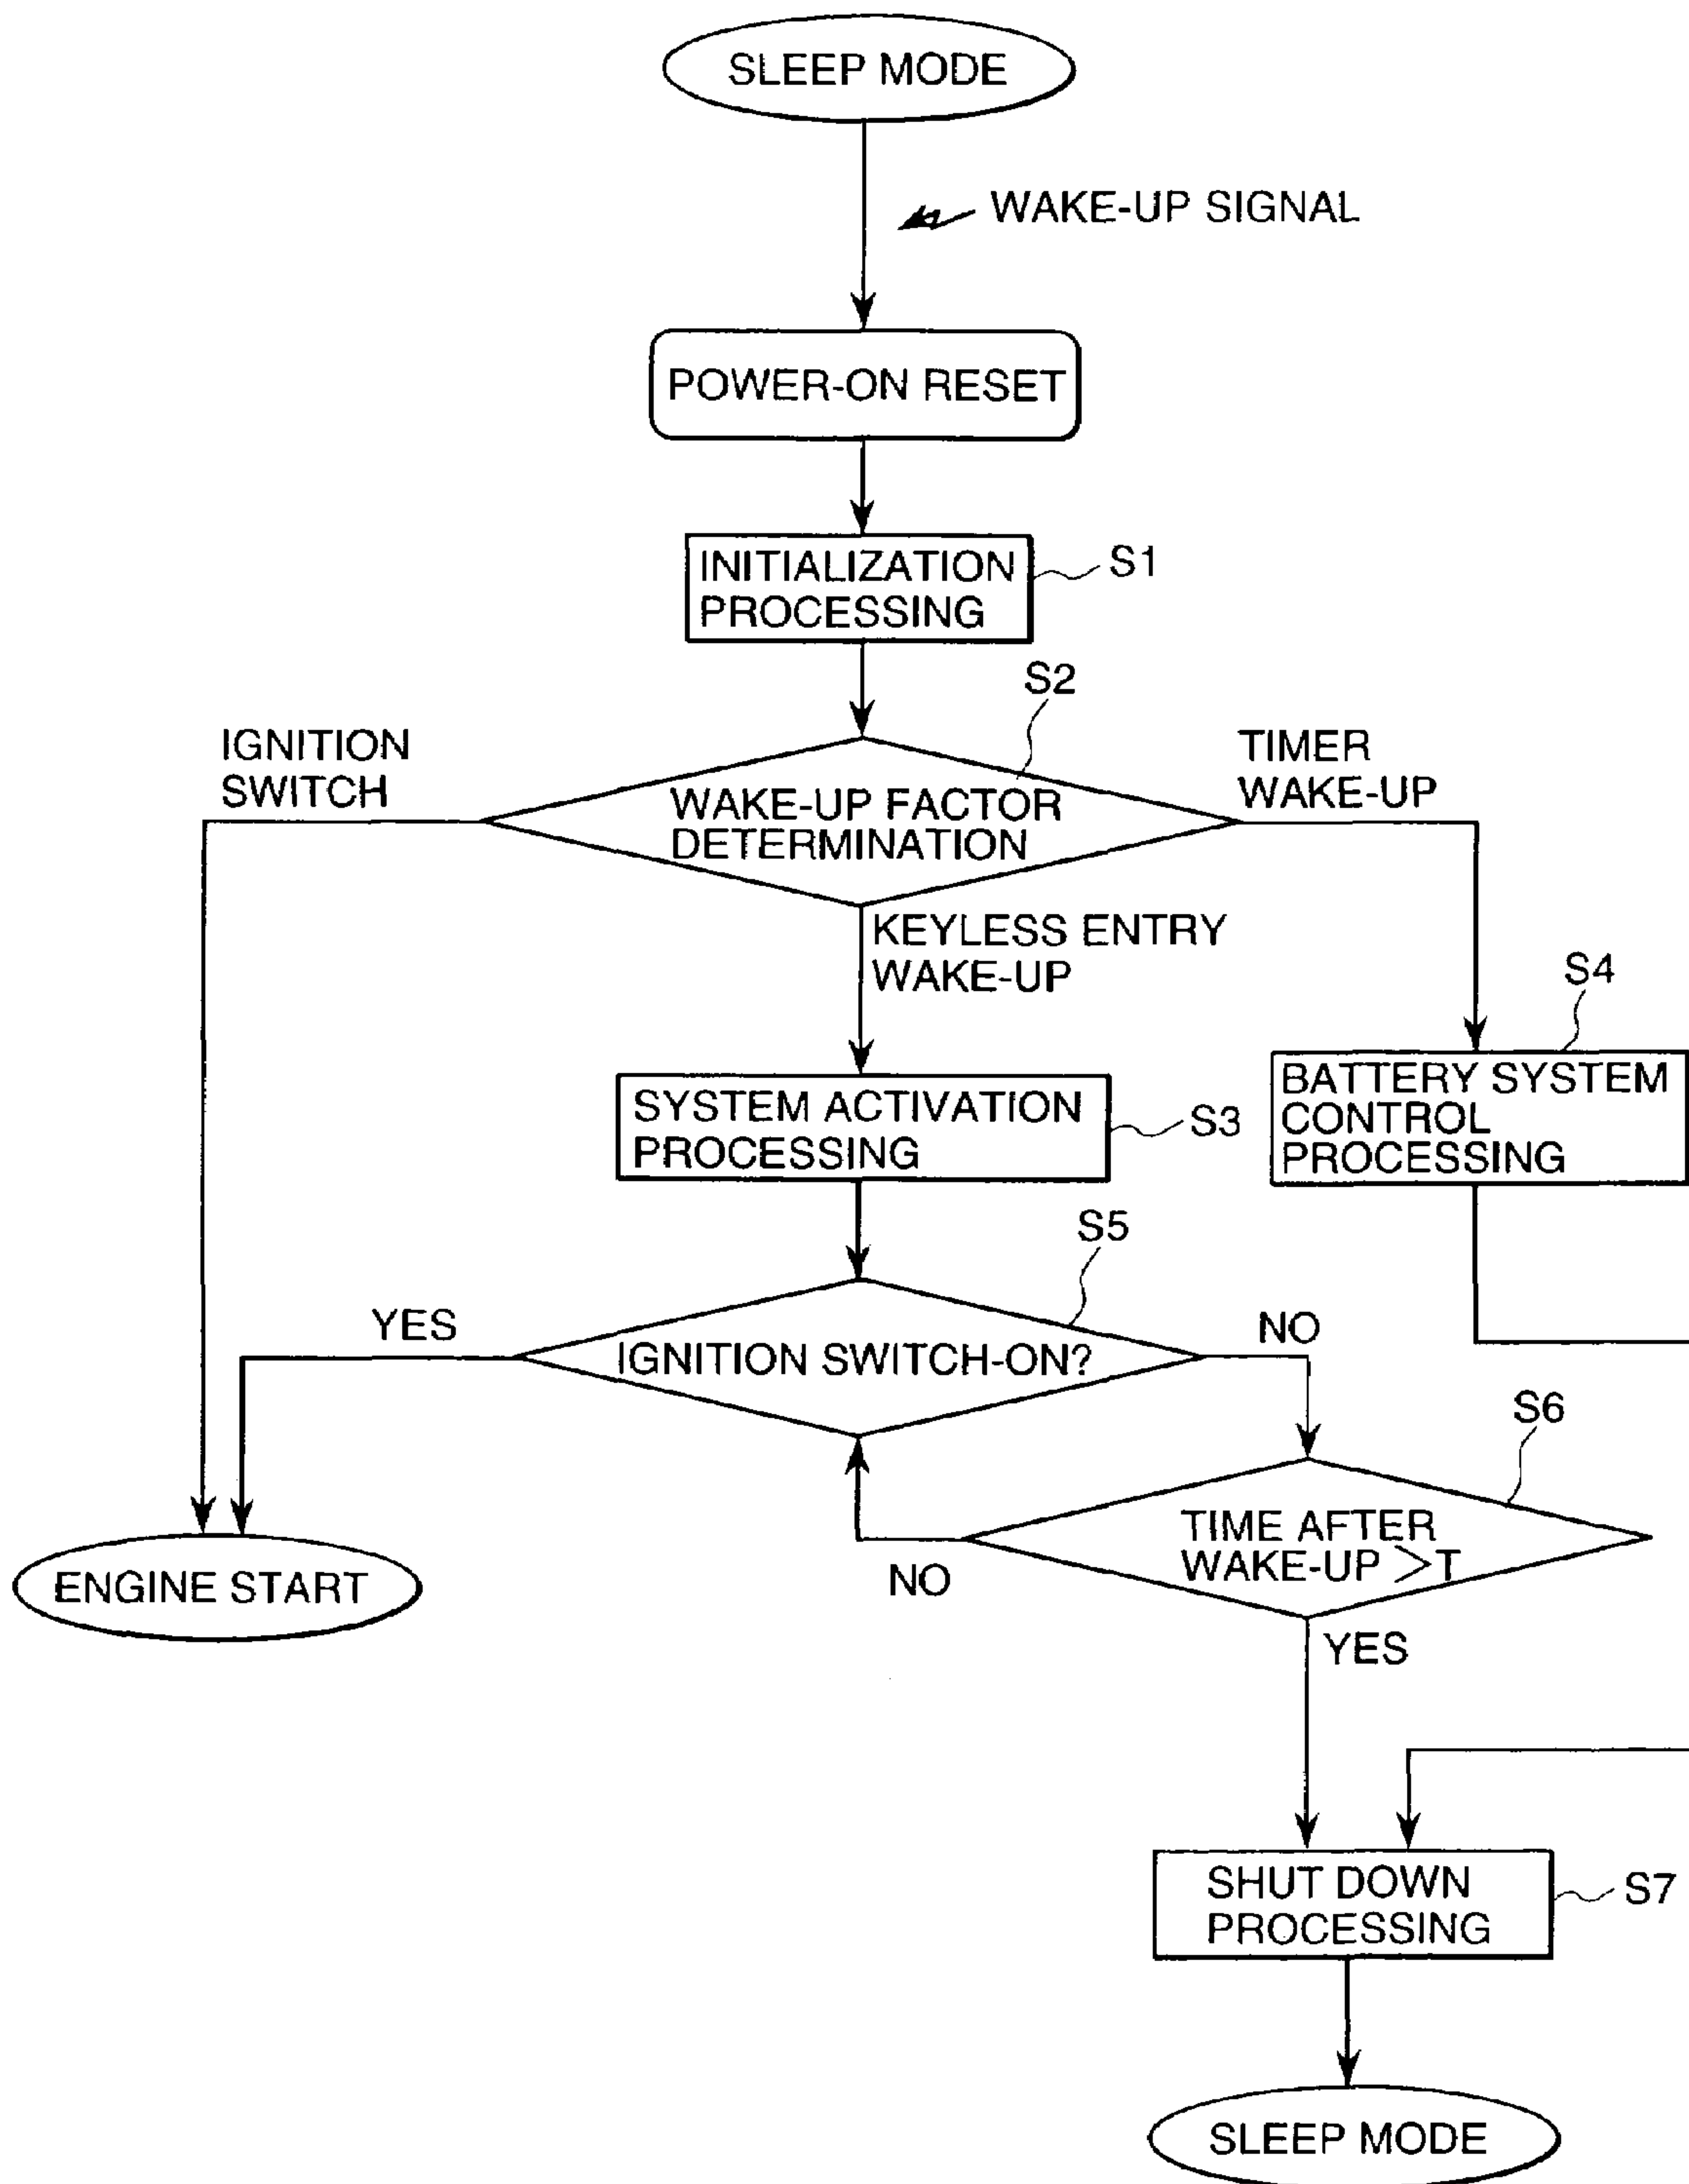 SLEEP MODE
WAKE-UP SIGNAL
POWER-ON RESET
INITIALIZATION
PROCESSING
S1
S2
IGNITION
SWITCH
TIMER
WAKE-UP
WAKE-UP FACTOR
DETERMINATION
KEYLESS ENTRY
WAKE-UP
S4
SYSTEM ACTIVATION
PROCESSING
S3
BATTERY SYSTEM
CONTROL
PROCESSING
S5
YES
NO
IGNITION SWITCH-ON?
S6
TIME AFTER
WAKE-UP >T
NO
ENGINE START
YES
SHUT DOWN
PROCESSING
S7
SLEEP MODE